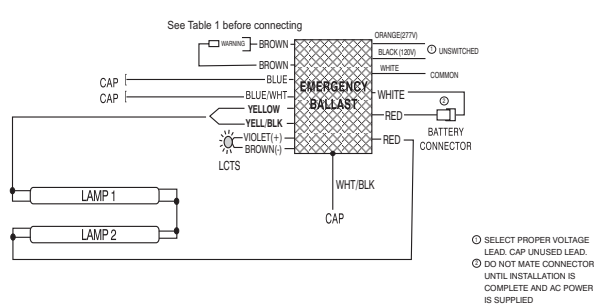 See Table 1 before connecting
WARNING
BROWN
BROWN
CAP
BLUE
CAP
BLUE/WHT
YELLOW
YELL/BLK
VIOLET(+)
BROWN(-)
LCTS
EMERGENCY
BALLAST
ORANGE(277V)
BLACK (120V)
① UNSWITCHED
WHITE
COMMON
WHITE
②
RED
BATTERY
CONNECTOR
RED
WHT/BLK
CAP
LAMP 1
LAMP 2
① SELECT PROPER VOLTAGE
LEAD. CAP UNUSED LEAD.
② DO NOT MATE CONNECTOR
UNTIL INSTALLATION IS
COMPLETE AND AC POWER
IS SUPPLIED